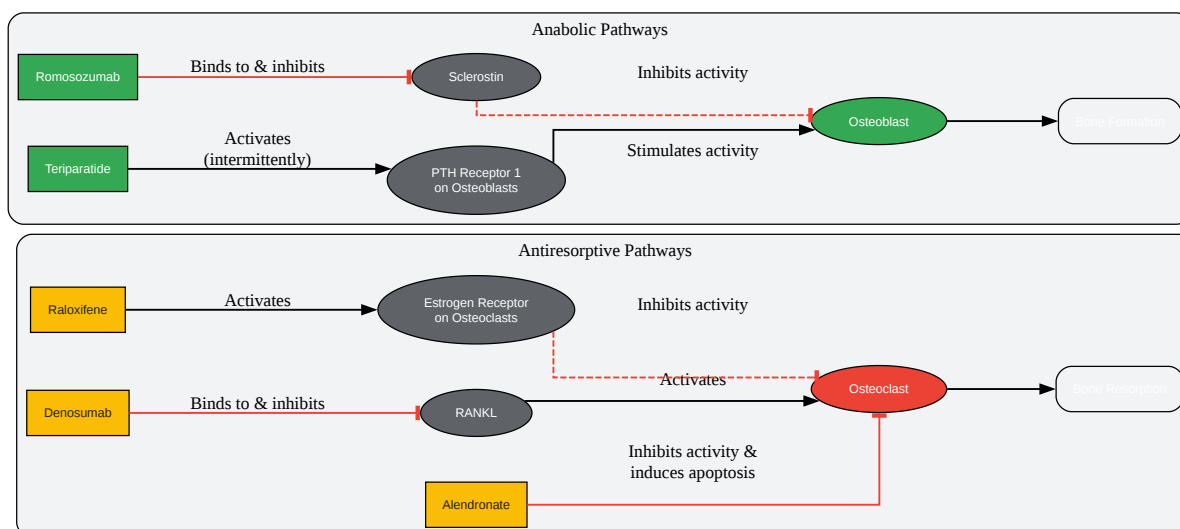 Anabolic Pathways
Romosozumab
Binds to & inhibits
Sclerostin
Inhibits activity
Osteoblast
Bone Formation
Teriparatide
Activates
(intermittently)
PTH Receptor 1
on Osteoblasts
Stimulates activity
Antiresorptive Pathways
Raloxifene
Activates
Estrogen Receptor
on Osteoclasts
Inhibits activity
Activates
Osteoclast
Bone Resorption
Denosumab
Binds to & inhibits
RANKL
Inhibits activity &
induces apoptosis
Alendronate